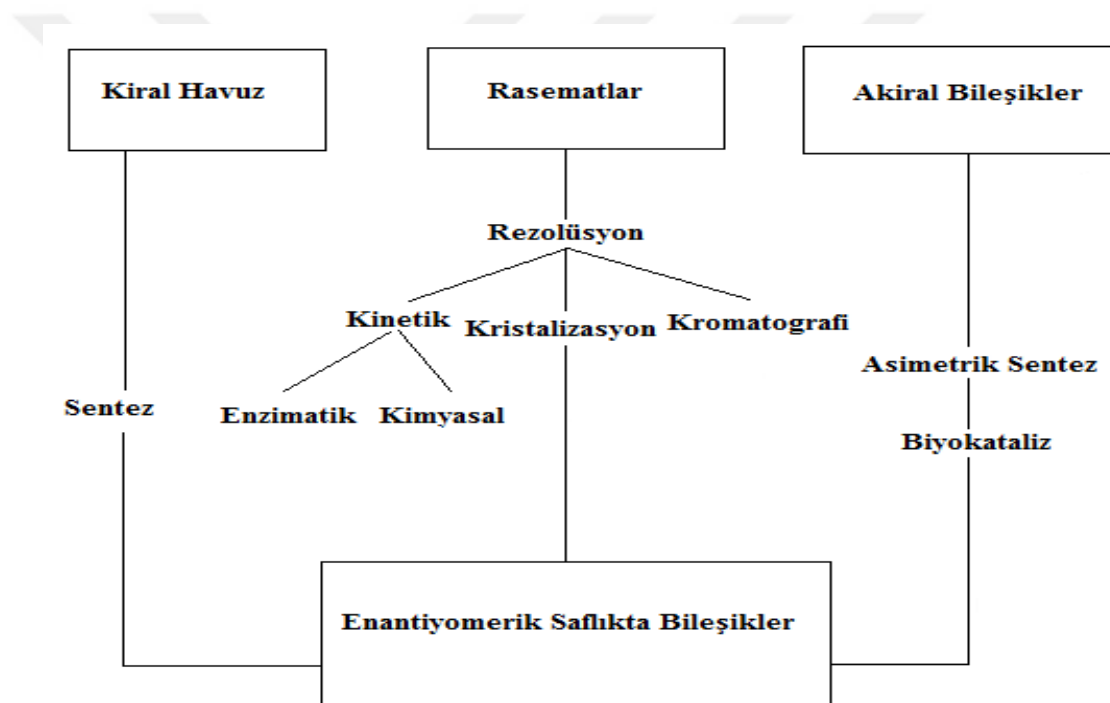 Kiral Havuz
Rasematlar
Akiral Bileşikler
Rezolüsyon
Kinetik
Kristalizasyon
Kromatografi
Asimetrik Sentez
Sentez
Enzimatik
Kimyasal
Biyokataliz
Enantiyomerik Saflıkta Bileşikler